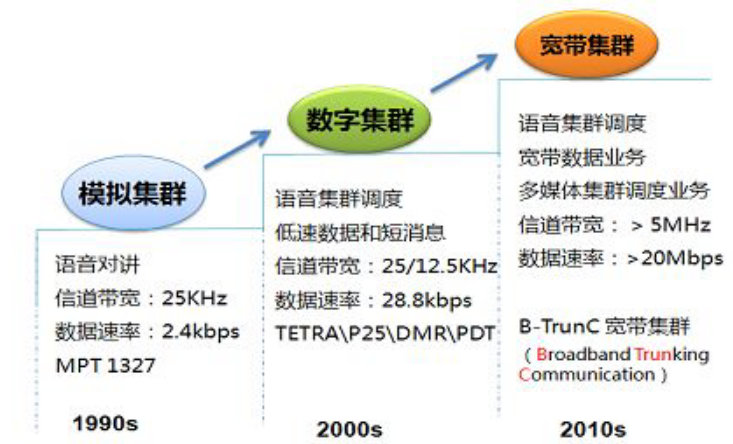 模拟集群
语音对讲
信道带宽：25KHz
数据速率：2.4kbps
MPT 1327
1990s
数字集群
语音集群调度
低速数据和短消息
信道带宽：25/12.5KHz
数据速率：28.8kbps
TETRA\P25\DMR\PDT
2000s
宽带集群
语音集群调度
宽带数据业务
多媒体集群调度业务
信道带宽：﹥5MHz
数据速率：>20Mbps
B-TrunC 宽带集群
（Broadband Trunking
Communication）
2010s